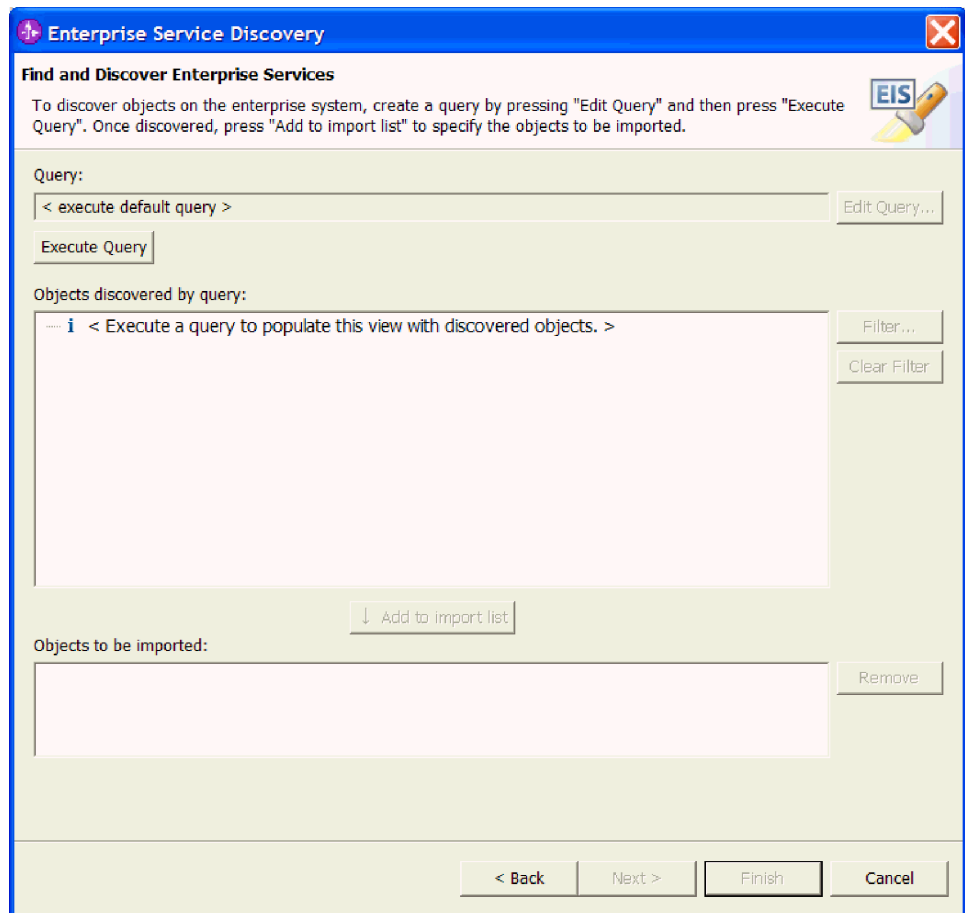 Enterprise Service Discovery
Find and Discover Enterprise Services
To discover objects on the enterprise system, create a query by pressing "Edit Query" and then press "Execute
Query". Once discovered, press "Add to import list" to specify the objects to be imported.
EIS
Query:
< execute default query >
Edit Query...
Execute Query
Objects discovered by query:
i < Execute a query to populate this view with discovered objects. >
Filter...
Clear Filter
↓ Add to import list
Objects to be imported:
Remove
< Back
Next >
Finish
Cancel